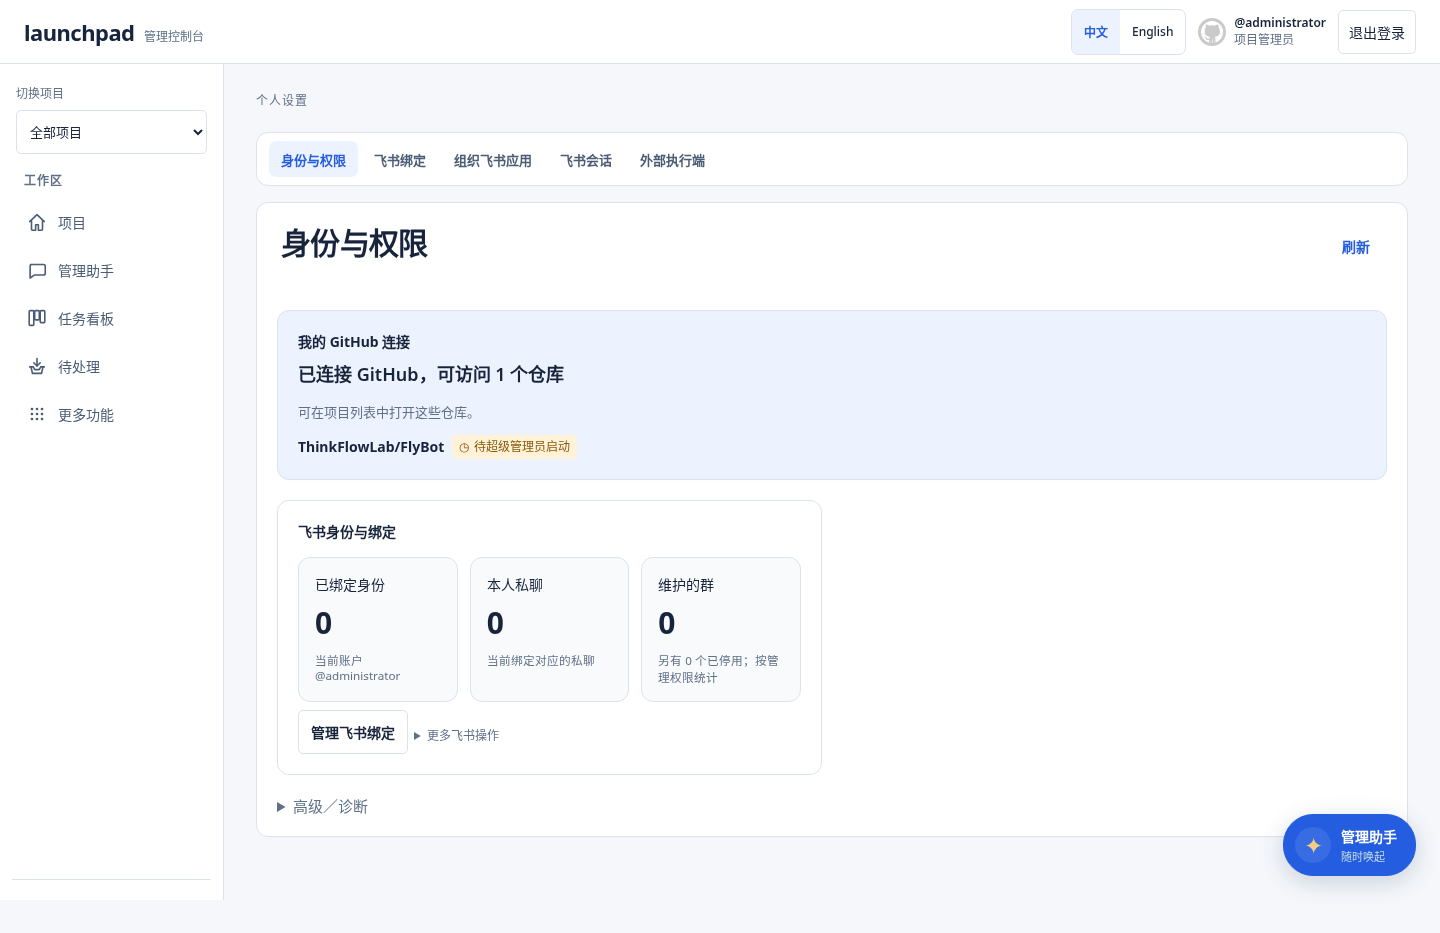 launchpad 管理控制台
中文 English
@administrator
项目管理员
退出登录
切换项目
全部项目
工作区
项目
管理助手
任务看板
待处理
更多功能
个人设置
身份与权限 飞书绑定 组织飞书应用 飞书会话 外部执行端
身份与权限
刷新
我的 GitHub 连接
已连接 GitHub，可访问 1 个仓库
可在项目列表中打开这些仓库。
ThinkFlowLab/FlyBot 待超级管理员启动
飞书身份与绑定
已绑定身份
0
当前账户
@administrator
本人私聊
0
当前绑定对应的私聊
维护的群
0
另有 0 个已停用；按管
理权限统计
管理飞书绑定 更多飞书操作
高级／诊断
管理助手
随时唤起